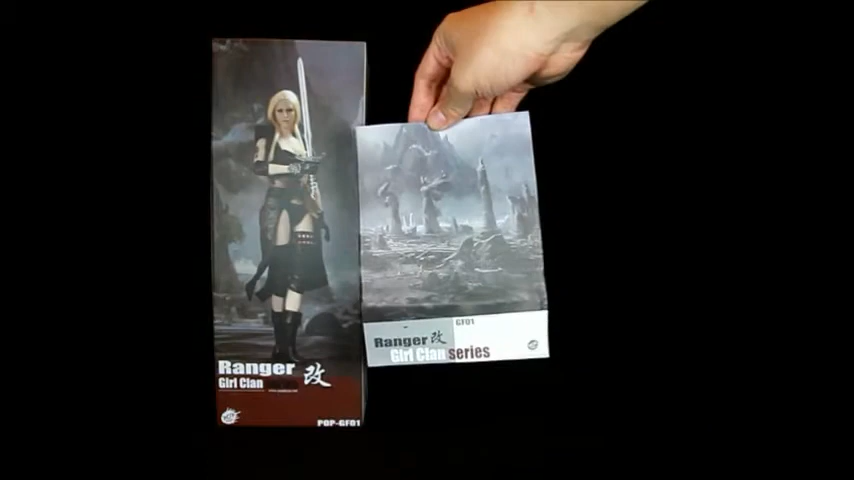 Ranger 改
Girl Clan
POP-GF01
GF01
Ranger 改
Girl Clan series